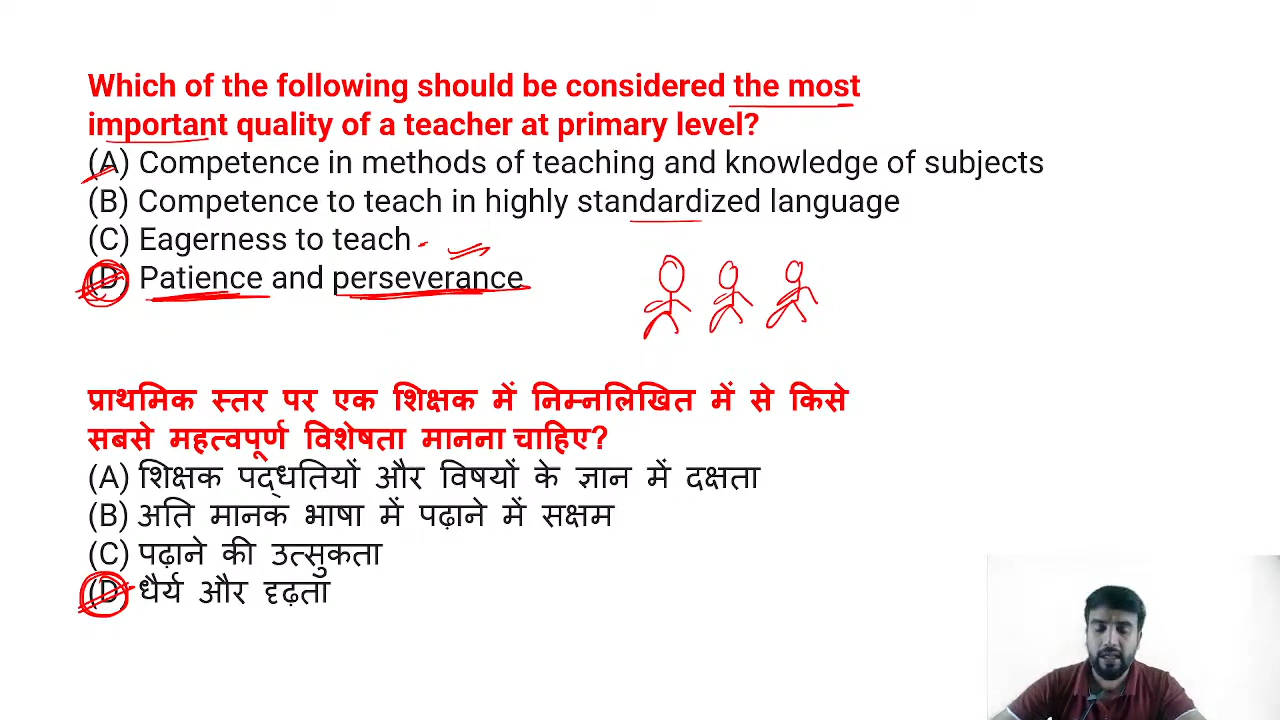 Which of the following should be considered the most
important quality of a teacher at primary level?
(A) Competence in methods of teaching and knowledge of subjects
(B) Competence to teach in highly standardized language
(C) Eagerness to teach
(D) Patience and perseverance
प्राथमिक स्तर पर एक शिक्षक में निम्नलिखित में से किसे
सबसे महत्वपूर्ण विशेषता मानना चाहिए?
(A) शिक्षक पद्धतियों और विषयों के ज्ञान में दक्षता
(B) अति मानक भाषा में पढ़ाने में सक्षम
(C) पढ़ाने की उत्सुकता
(D) धैर्य और दृढ़ता